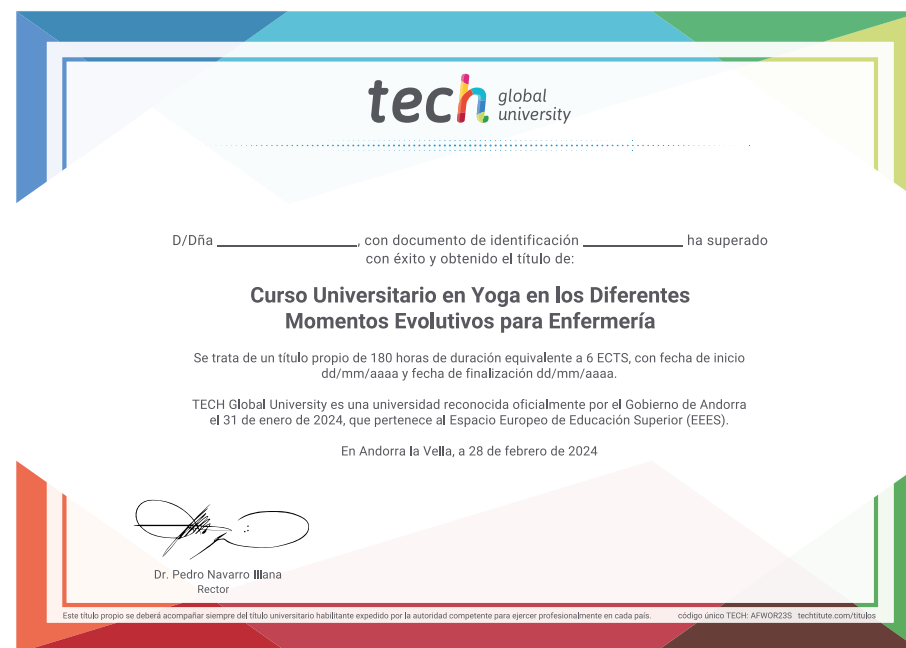 tech global university
D/Dña __________________, con documento de identificación _____________ ha superado
con éxito y obtenido el título de:
Curso Universitario en Yoga en los Diferentes
Momentos Evolutivos para Enfermería
Se trata de un título propio de 180 horas de duración equivalente a 6 ECTS, con fecha de inicio
dd/mm/aaaa y fecha de finalización dd/mm/aaaa.
TECH Global University es una universidad reconocida oficialmente por el Gobierno de Andorra
el 31 de enero de 2024, que pertenece al Espacio Europeo de Educación Superior (EEES).
En Andorra la Vella, a 28 de febrero de 2024
Dr. Pedro Navarro Illana
Rector
Este título propio se deberá acompañar siempre del título universitario habilitante expedido por la autoridad competente para ejercer profesionalmente en cada país. código único TECH: AFWOR23S techtitute.com/titulos